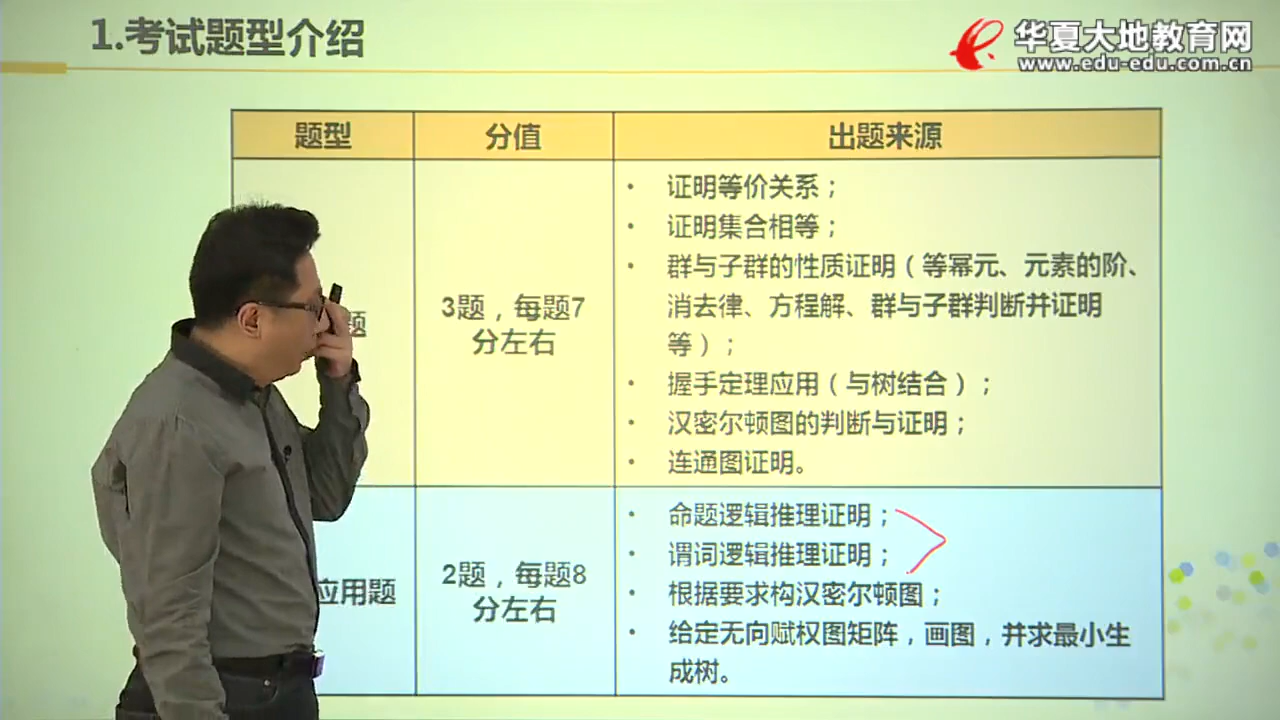 1.考试题型介绍
华夏大地教育网
www.edu-edu.com.cn
题型
分值
出题来源
题
3题，每题7
分左右
• 证明等价关系；
• 证明集合相等；
• 群与子群的性质证明（等幂元、元素的阶、
消去律、方程解、群与子群判断并证明
等）；
• 握手定理应用（与树结合）；
• 汉密尔顿图的判断与证明；
• 连通图证明。
应用题
2题，每题8
分左右
• 命题逻辑推理证明；
• 谓词逻辑推理证明；
• 根据要求构汉密尔顿图；
• 给定无向赋权图矩阵，画图，并求最小生
成树。